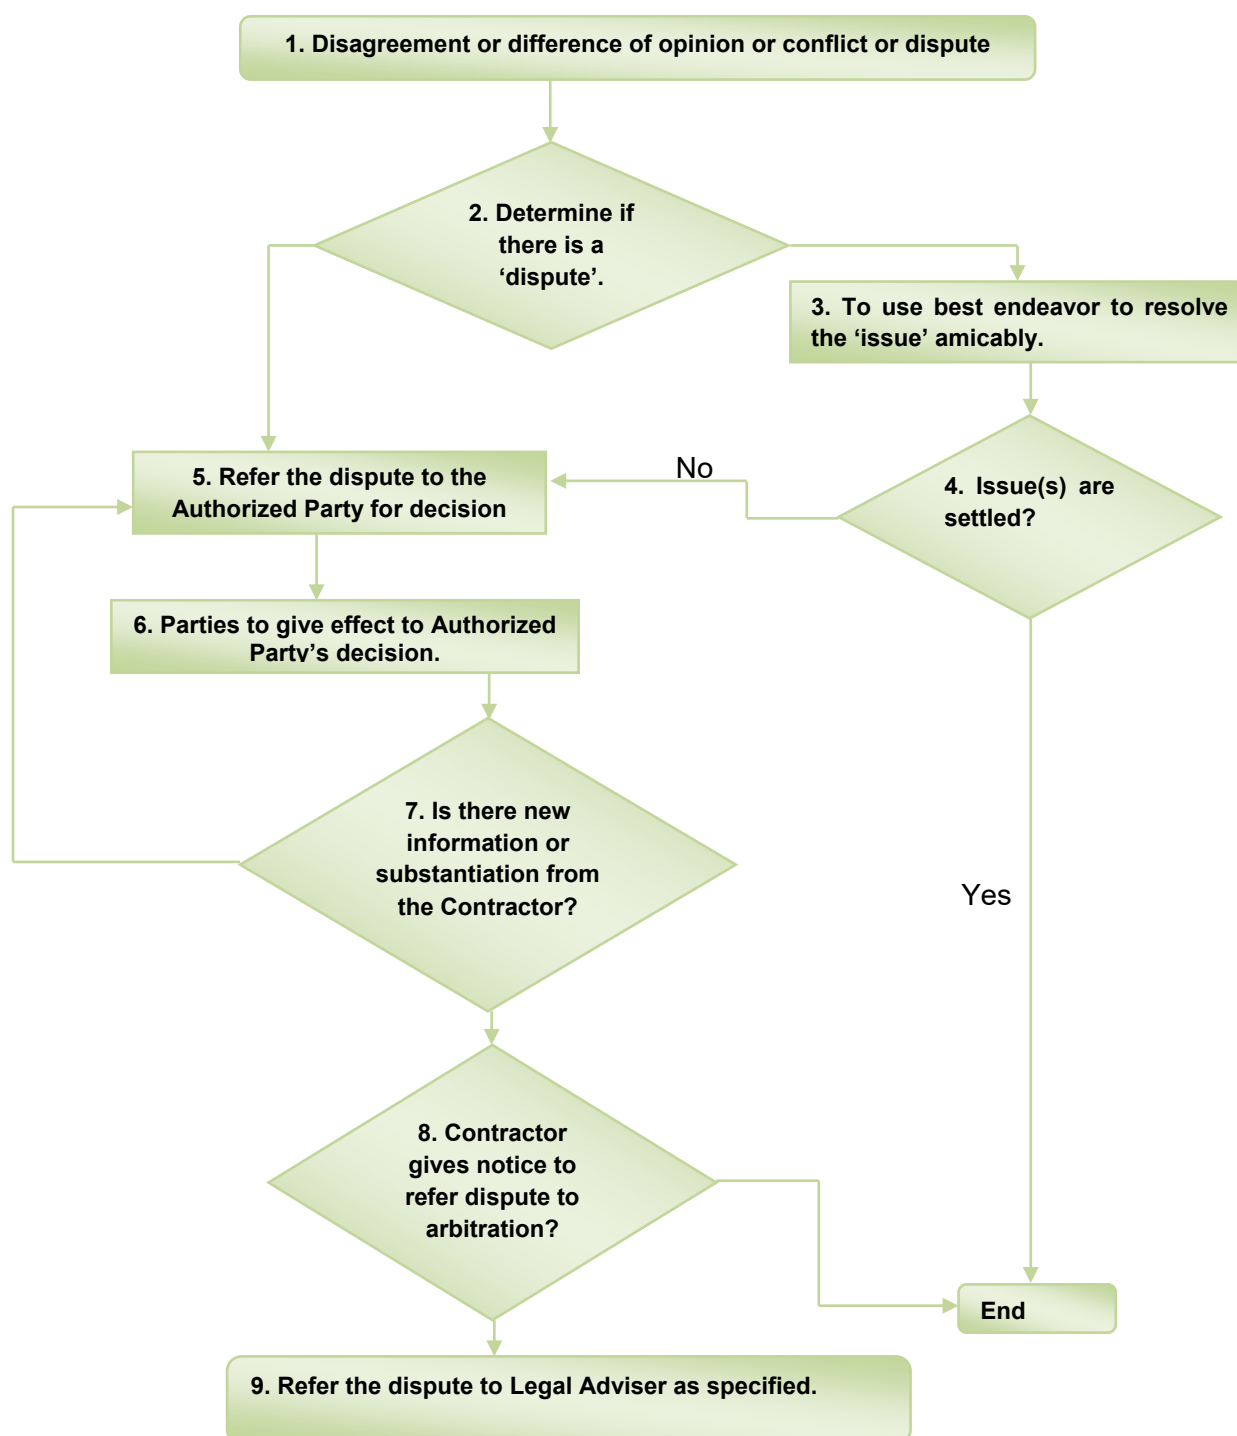 1. Disagreement or difference of opinion or conflict or dispute
2. Determine if
there is a
‘dispute’.
3. To use best endeavor to resolve
the ‘issue’ amicably.
No
4. Issue(s) are
settled?
5. Refer the dispute to the
Authorized Party for decision
6. Parties to give effect to Authorized
Party’s decision.
7. Is there new
information or
substantiation from
the Contractor?
Yes
8. Contractor
gives notice to
refer dispute to
arbitration?
End
9. Refer the dispute to Legal Adviser as specified.